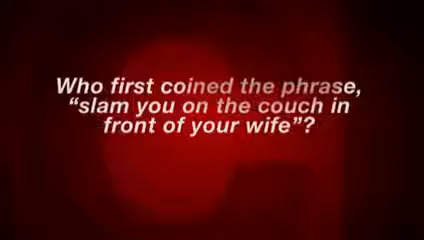 Who first coined the phrase,
“slam you on the couch in
front of your wife”?